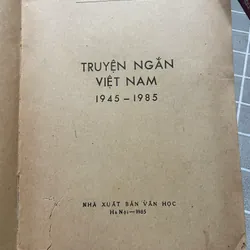 TRUYỆN NGẮN
VIỆT NAM
1945 - 1985
NHÀ XUẤT BẢN VĂN HỌC
Hà Nội - 1985